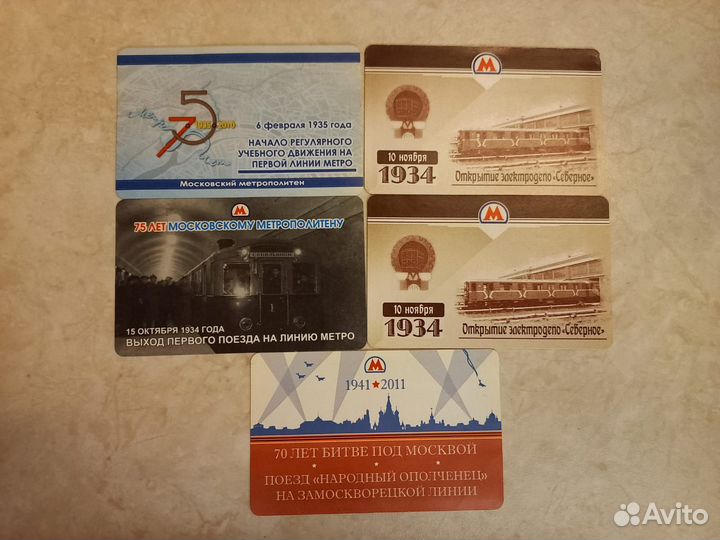 75
1935-2010
6 февраля 1935 года
НАЧАЛО РЕГУЛЯРНОГО
УЧЕБНОГО ДВИЖЕНИЯ НА
ПЕРВОЙ ЛИНИИ МЕТРО
Московский метрополитен
М
10 ноября
1934
Открытие электродепо «Северное»
М
75 ЛЕТ МОСКОВСКОМУ МЕТРОПОЛИТЕНУ
15 ОКТЯБРЯ 1934 ГОДА
ВЫХОД ПЕРВОГО ПОЕЗДА НА ЛИНИЮ МЕТРО
М
10 ноября
1934
Открытие электродепо «Северное»
М
1941★2011
70 ЛЕТ БИТВЕ ПОД МОСКВОЙ
ПОЕЗД «НАРОДНЫЙ ОПОЛЧЕНЕЦ»
НА ЗАМОСКВОРЕЦКОЙ ЛИНИИ
Avito